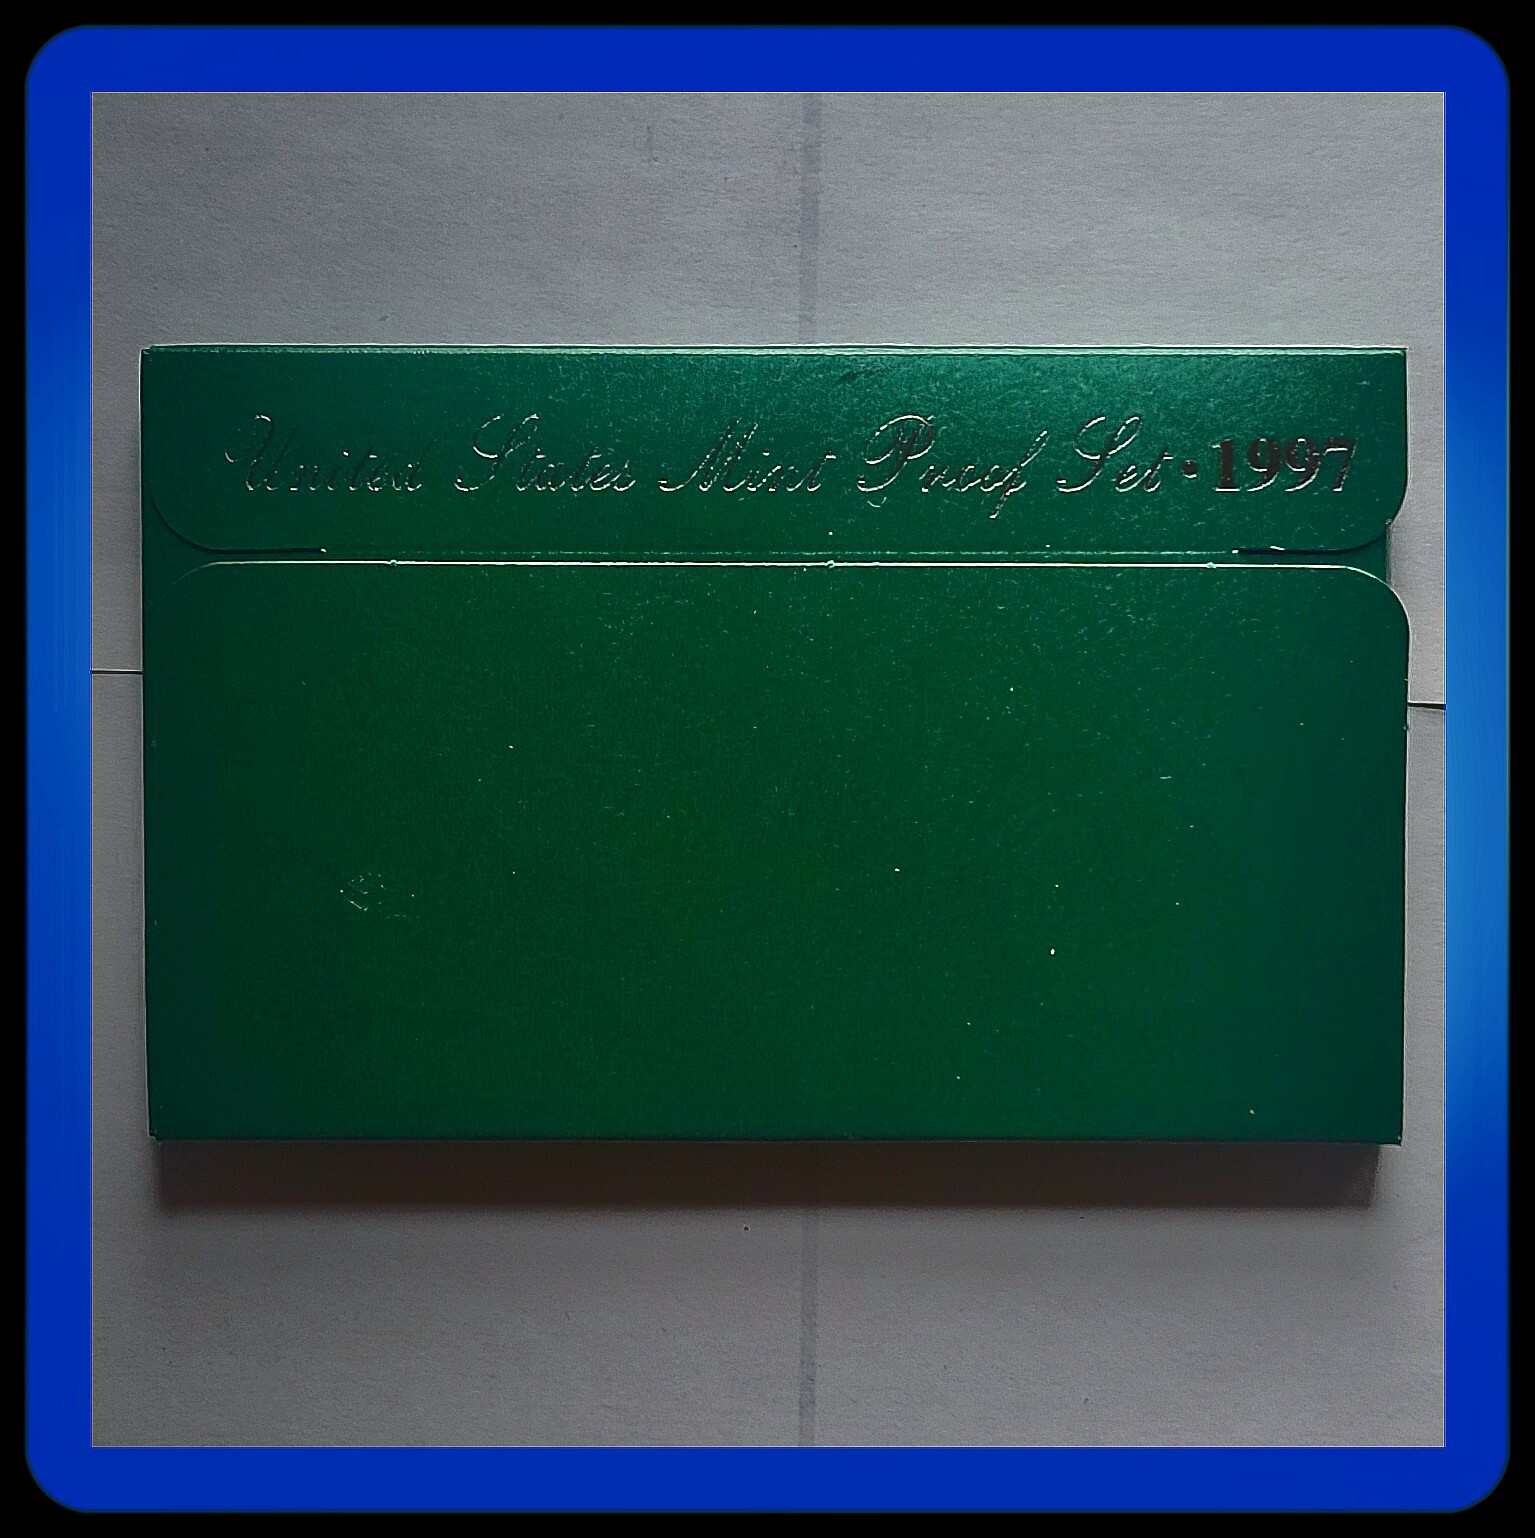 United States Mint Proof Set · 1997